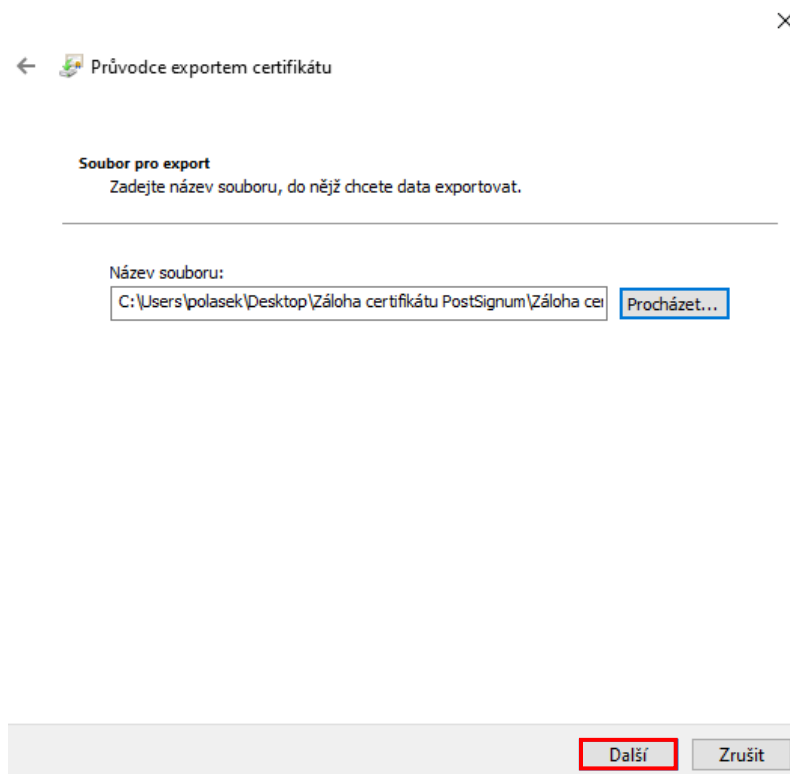 Průvodce exportem certifikátu
Soubor pro export
Zadejte název souboru, do nějž chcete data exportovat.
Název souboru:
C:\Users\polasek\Desktop\Záloha certifikátu PostSignum\Záloha cer
Procházet...
Další
Zrušit